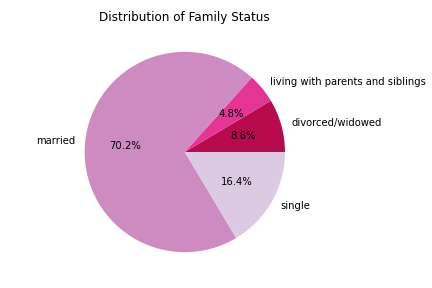 Distribution of Family Status
living with parents and siblings
4.8%
divorced/widowed
8.6%
married
70.2%
16.4%
single